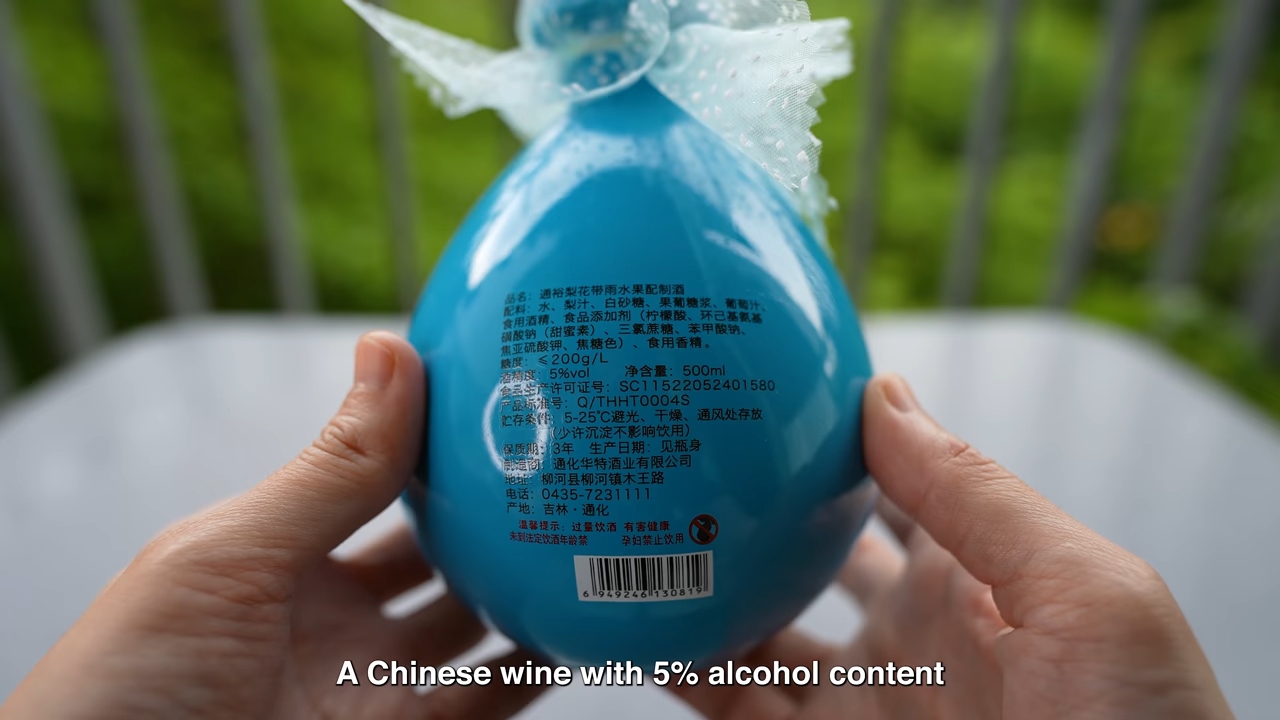 品名：通裕梨花带雨水果配制酒
配料：水、梨汁、白砂糖、果葡糖浆、葡萄汁、
食用酒精、食品添加剂（柠檬酸、环己基氨基
磺酸钠（甜蜜素）、三氯蔗糖、苯甲酸钠、
焦亚硫酸钾、焦糖色）、食用香精。
糖度：≤200g/L
酒精度：5%vol 净含量：500ml
食品生产许可证号：SC11522052401580
产品标准号：Q/THHT0004S
贮存条件：5-25℃避光、干燥、通风处存放
（少许沉淀不影响饮用）
保质期：3年 生产日期：见瓶身
制造商：通化华特酒业有限公司
地址：柳河县柳河镇木王路
电话：0435-7231111
产地：吉林·通化
温馨提示：过量饮酒 有害健康
未到法定饮酒年龄禁 孕妇禁止饮用
6 949246 130819
A Chinese wine with 5% alcohol content